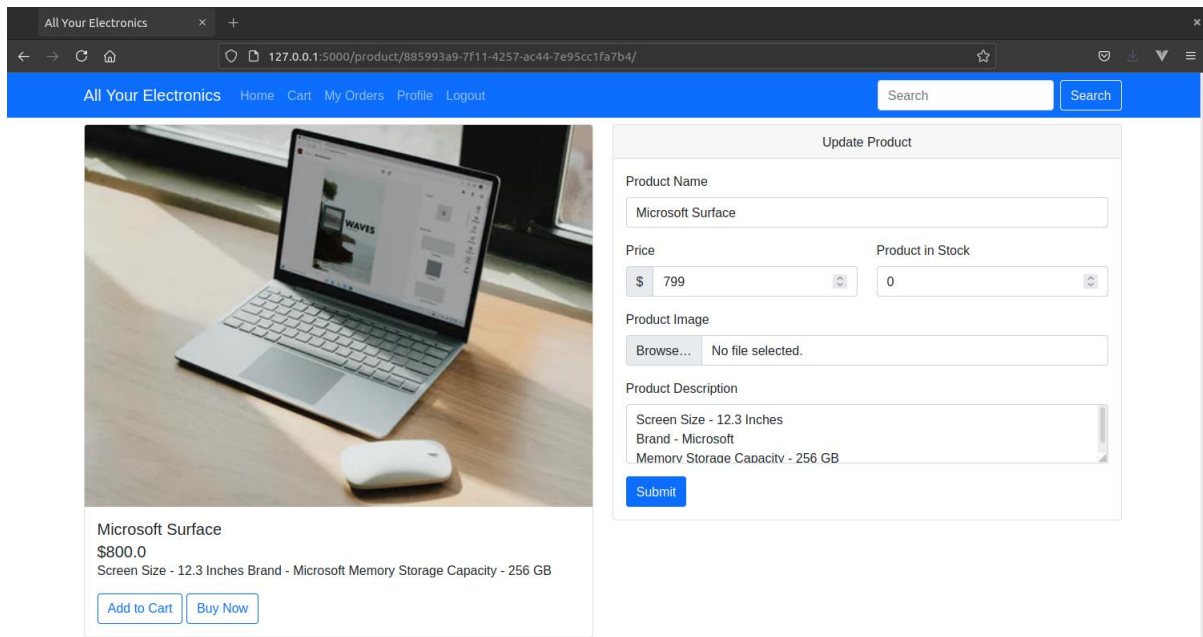 All Your Electronics × +
127.0.0.1:5000/product/885993a9-7f11-4257-ac44-7e95cc1fa7b4/
All Your Electronics Home Cart My Orders Profile Logout Search Search
WAVES
Update Product
Product Name
Microsoft Surface
Price Product in Stock
$ 799 0
Product Image
Browse... No file selected.
Product Description
Screen Size - 12.3 Inches
Brand - Microsoft
Memory Storage Capacity - 256 GB
Submit
Microsoft Surface
$800.0
Screen Size - 12.3 Inches Brand - Microsoft Memory Storage Capacity - 256 GB
Add to Cart Buy Now